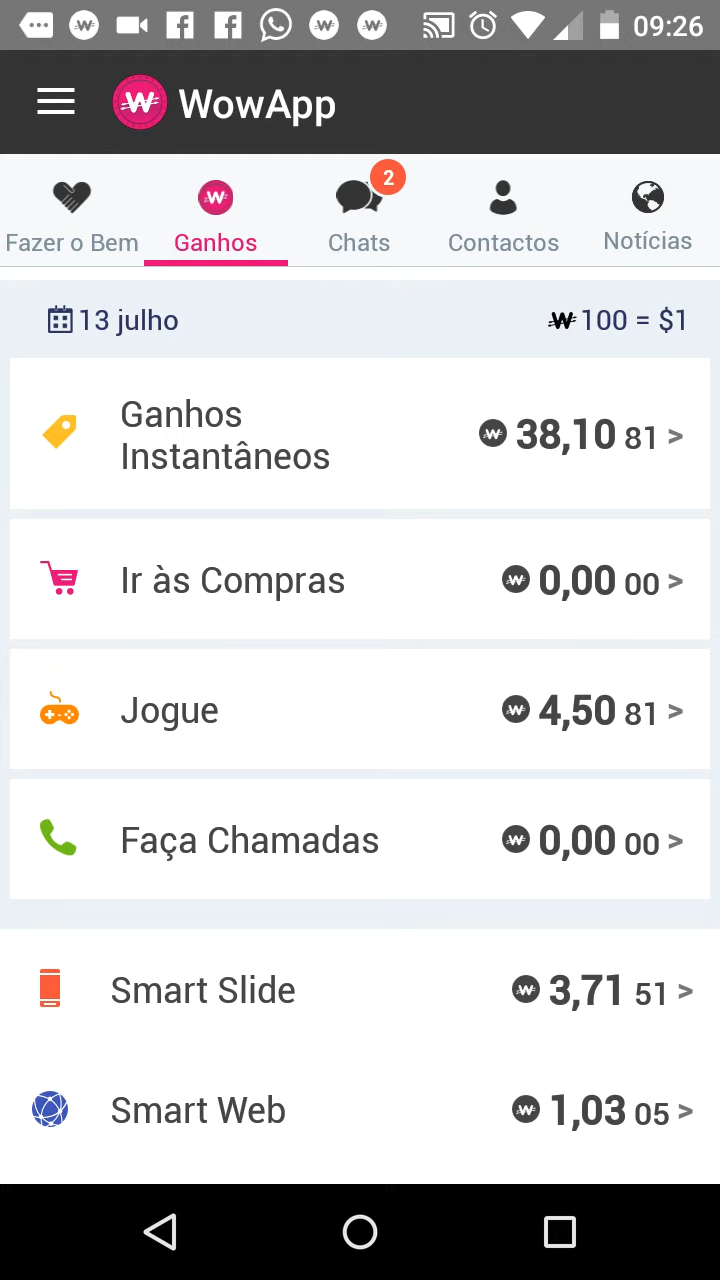 09:26
WowApp
2
Fazer o Bem Ganhos Chats Contactos Notícias
13 julho 100 = $1
Ganhos
Instantâneos 38,10 81 >
Ir às Compras 0,00 00 >
Jogue 4,50 81 >
Faça Chamadas 0,00 00 >
Smart Slide 3,71 51 >
Smart Web 1,03 05 >